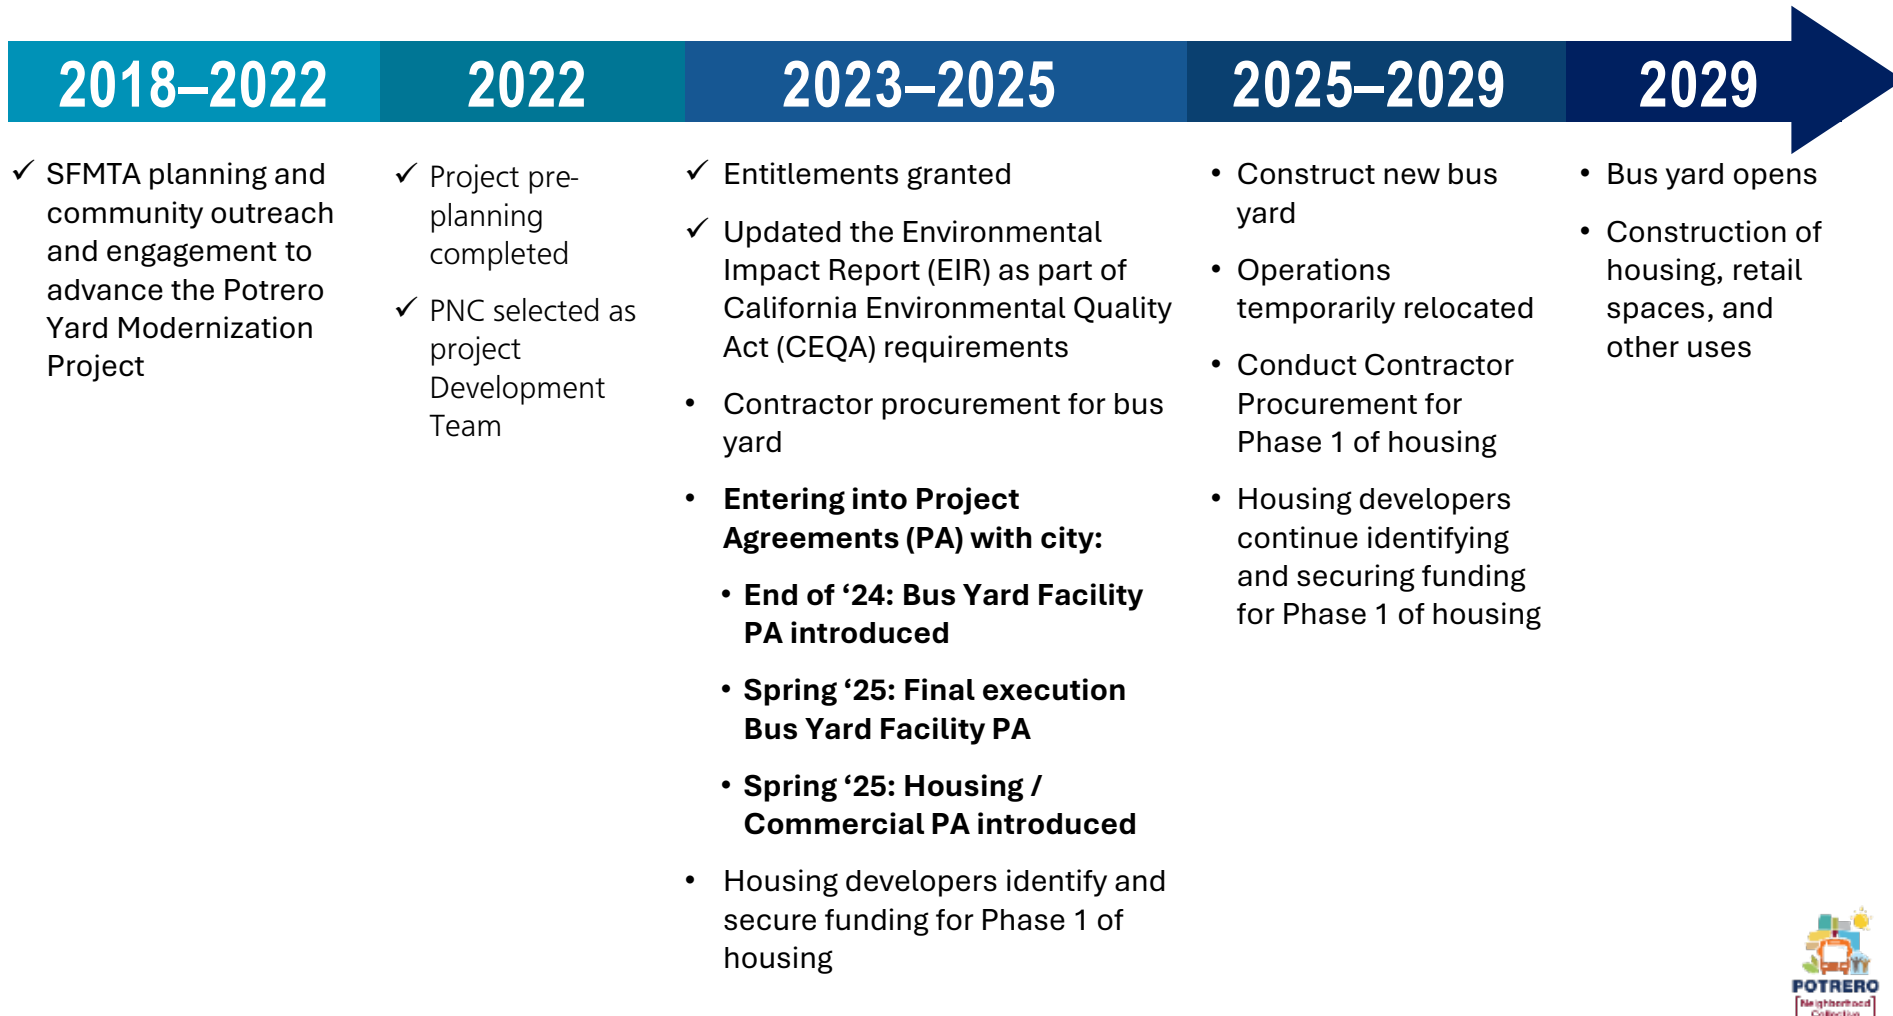 2018–2022
2022
2023–2025
2025–2029
2029
✓ SFMTA planning and
community outreach
and engagement to
advance the Potrero
Yard Modernization
Project
✓ Project pre-
planning
completed
✓ PNC selected as
project
Development
Team
✓ Entitlements granted
✓ Updated the Environmental
Impact Report (EIR) as part of
California Environmental Quality
Act (CEQA) requirements
• Contractor procurement for bus
yard
• Entering into Project
Agreements (PA) with city:
• End of ‘24: Bus Yard Facility
PA introduced
• Spring ‘25: Final execution
Bus Yard Facility PA
• Spring ‘25: Housing /
Commercial PA introduced
• Housing developers identify and
secure funding for Phase 1 of
housing
• Construct new bus
yard
• Operations
temporarily relocated
• Conduct Contractor
Procurement for
Phase 1 of housing
• Housing developers
continue identifying
and securing funding
for Phase 1 of housing
• Bus yard opens
• Construction of
housing, retail
spaces, and
other uses
POTRERO
Neighborhood
Collective